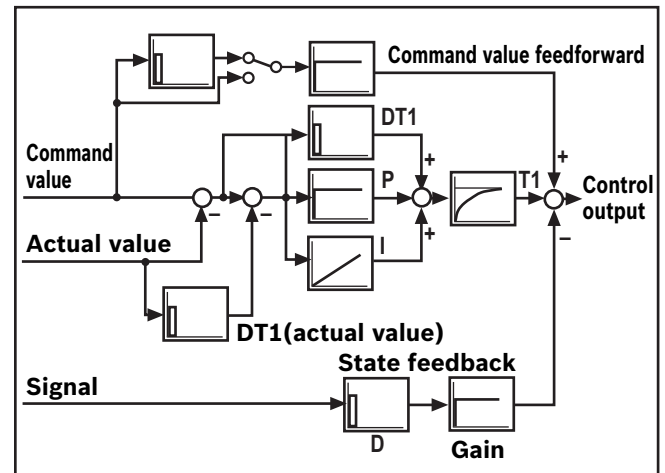 Command value feedforward
DT1
+
Command
value
P
+
T1
Control
output
–
–
+
–
Actual value
I
DT1(actual value)
State feedback
Signal
D
Gain